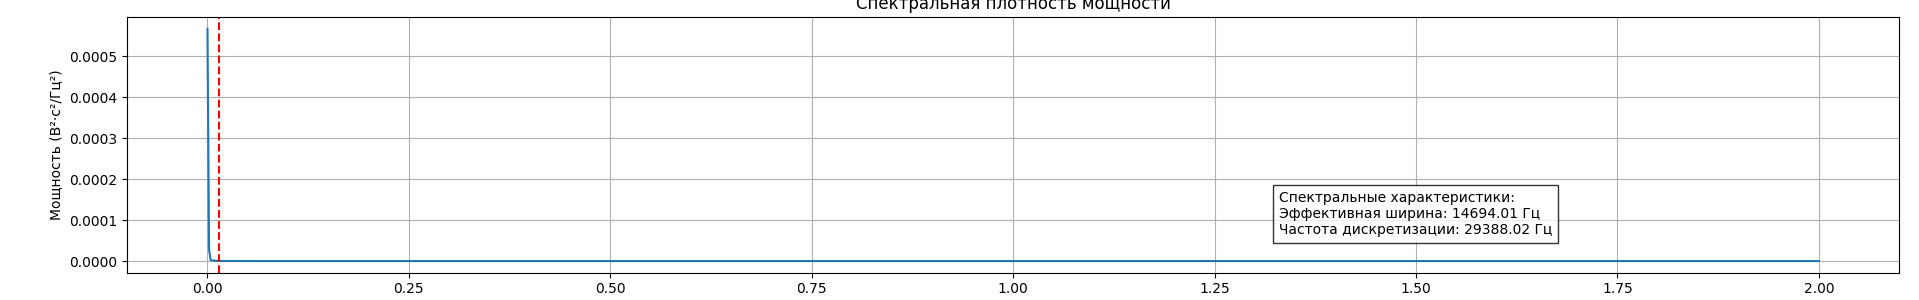 Спектральная плотность мощности
Мощность (В²·с²/Гц²)
0.0005
0.0004
0.0003
0.0002
0.0001
0.0000
Спектральные характеристики:
Эффективная ширина: 14694.01 Гц
Частота дискретизации: 29388.02 Гц
0.00 0.25 0.50 0.75 1.00 1.25 1.50 1.75 2.00